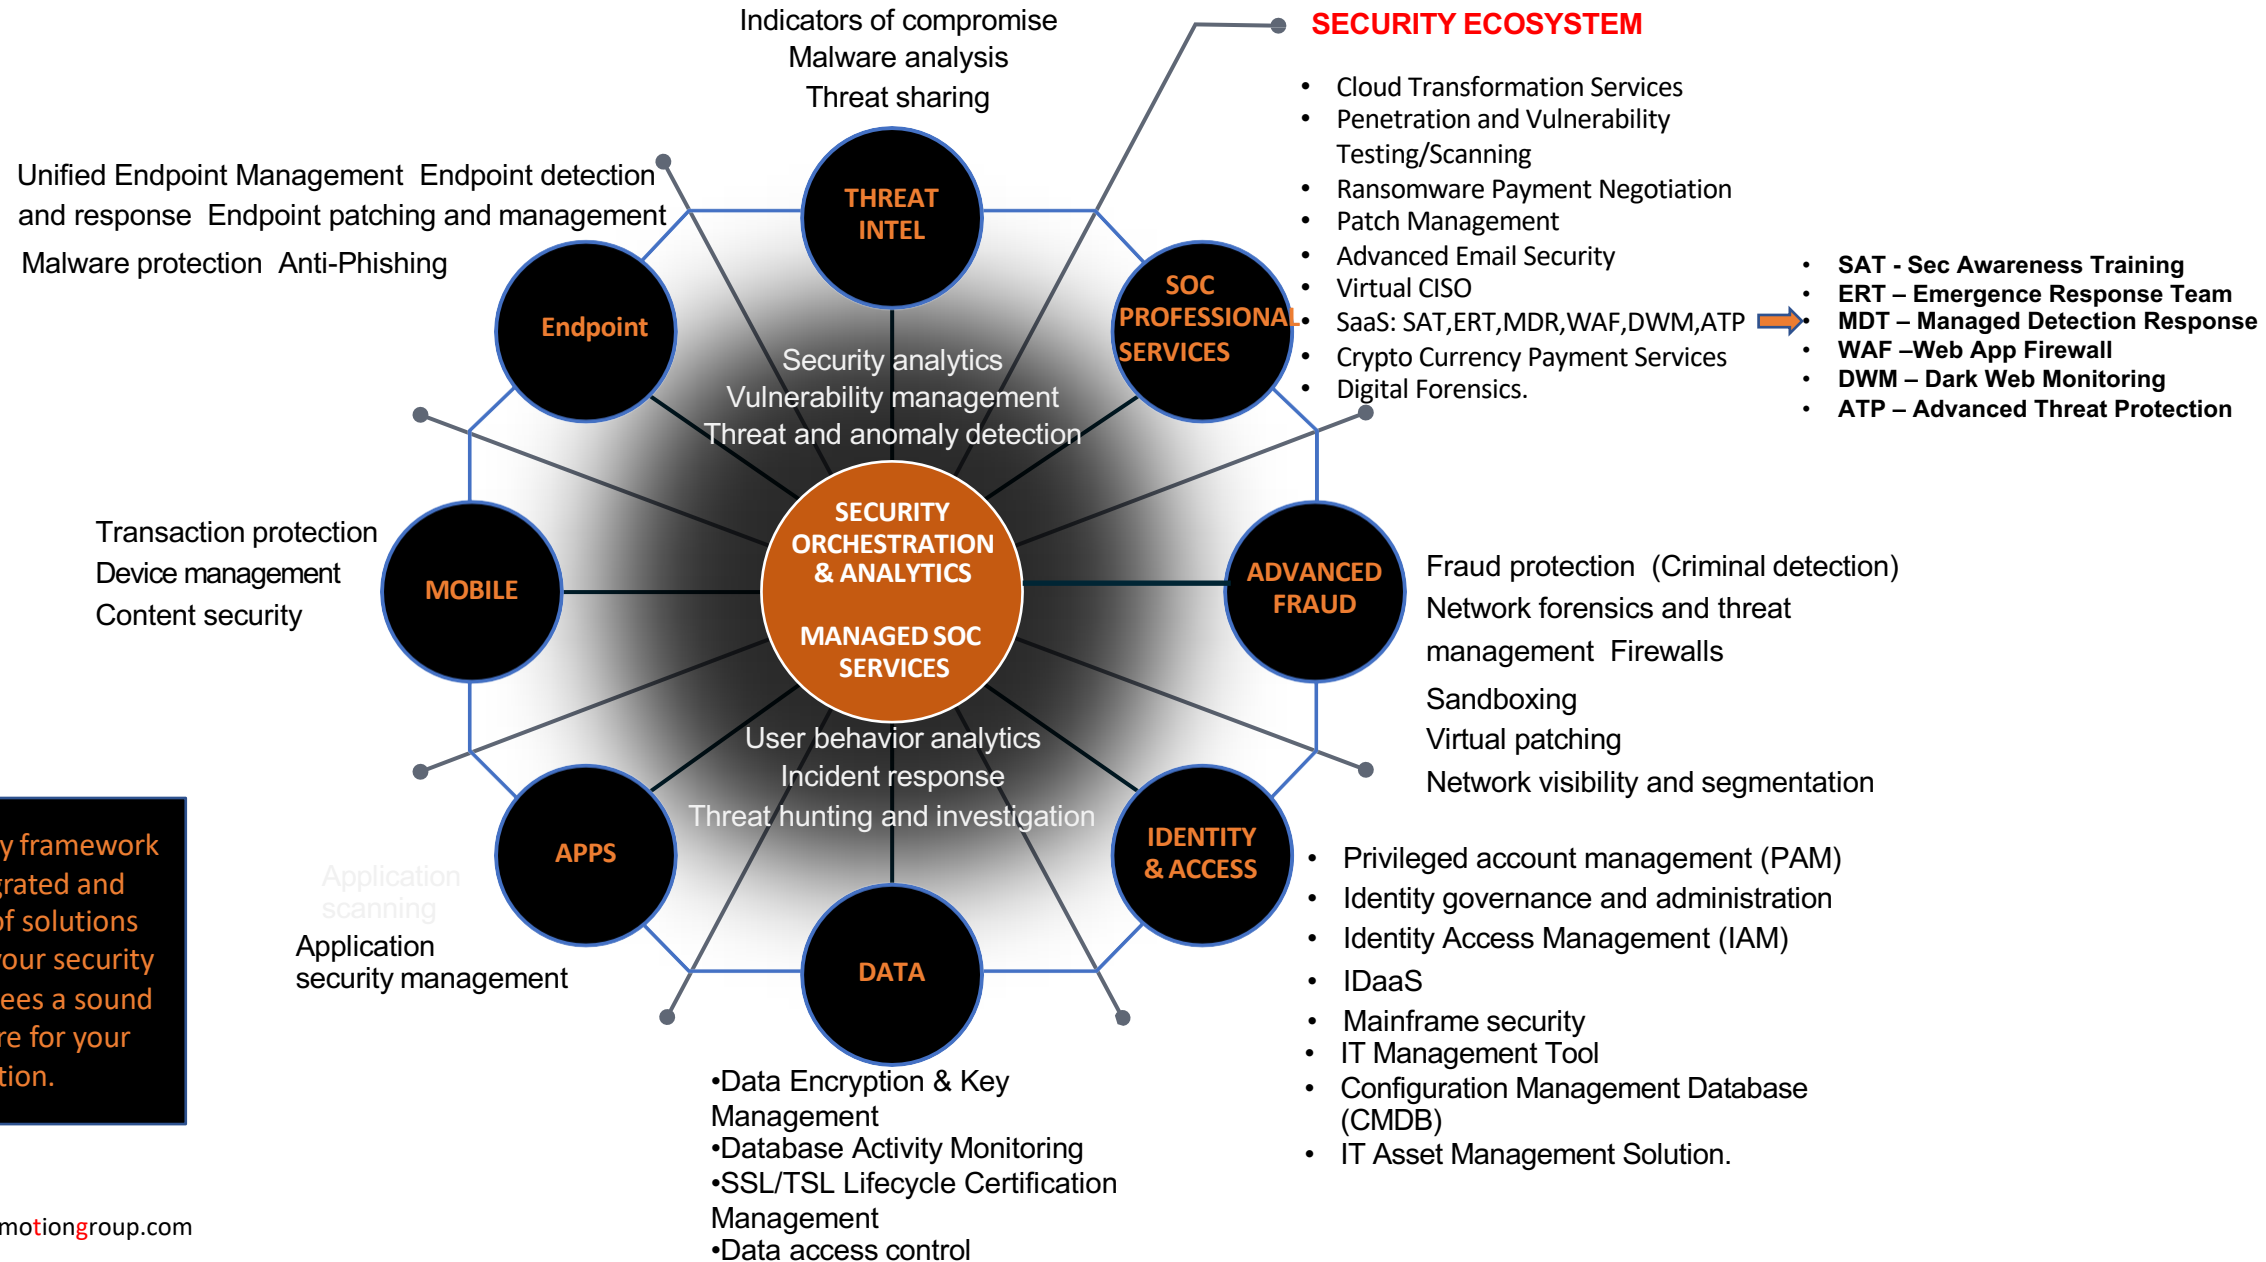 Indicators of compromise
Malware analysis
Threat sharing
SECURITY ECOSYSTEM
• Cloud Transformation Services
• Penetration and Vulnerability
Testing/Scanning
• Ransomware Payment Negotiation
• Patch Management
• Advanced Email Security
• Virtual CISO
• SaaS: SAT,ERT,MDR,WAF,DWM,ATP
• Crypto Currency Payment Services
• Digital Forensics.
• SAT - Sec Awareness Training
• ERT – Emergence Response Team
• MDT – Managed Detection Response
• WAF –Web App Firewall
• DWM – Dark Web Monitoring
• ATP – Advanced Threat Protection
Unified Endpoint Management Endpoint detection
and response Endpoint patching and management
Malware protection Anti-Phishing
THREAT
INTEL
SOC
PROFESSIONAL
SERVICES
Endpoint
Security analytics
Vulnerability management
Threat and anomaly detection
SECURITY
ORCHESTRATION
& ANALYTICS
MANAGED SOC
SERVICES
Transaction protection
Device management
Content security
MOBILE
ADVANCED
FRAUD
Fraud protection (Criminal detection)
Network forensics and threat
management Firewalls
Sandboxing
Virtual patching
Network visibility and segmentation
User behavior analytics
Incident response
Threat hunting and investigation
APPS
IDENTITY
& ACCESS
DATA
Application
scanning
Application
security management
• Privileged account management (PAM)
• Identity governance and administration
• Identity Access Management (IAM)
• IDaaS
• Mainframe security
• IT Management Tool
• Configuration Management Database
(CMDB)
• IT Asset Management Solution.
•Data Encryption & Key
Management
•Database Activity Monitoring
•SSL/TSL Lifecycle Certification
Management
•Data access control
y framework
grated and
of solutions
your security
ees a sound
re for your
tion.
motiongroup.com